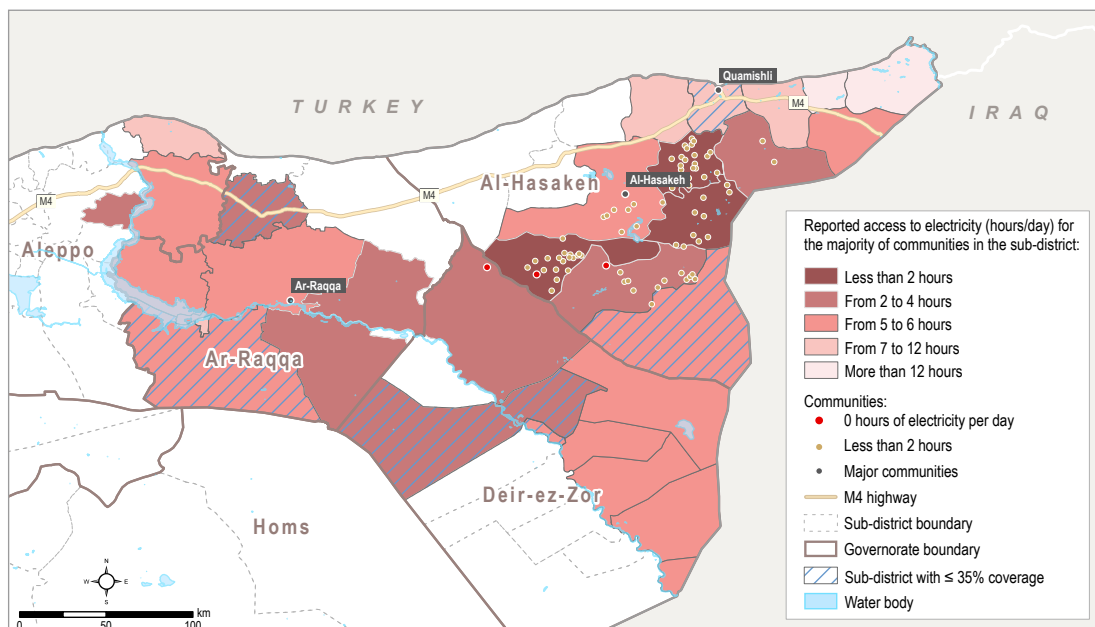 Quamishli
TURKEY
M4
IRAQ
Al-Hasakeh
Al-Hasakeh
M4
M4
Aleppo
Ar-Raqqa
Ar-Raqqa
Deir-ez-Zor
Homs
N
W
E
S
km
0
50
100
Reported access to electricity (hours/day) for
the majority of communities in the sub-district:
Less than 2 hours
From 2 to 4 hours
From 5 to 6 hours
From 7 to 12 hours
More than 12 hours
Communities:
0 hours of electricity per day
Less than 2 hours
Major communities
M4 highway
Sub-district boundary
Governorate boundary
Sub-district with ≤ 35% coverage
Water body